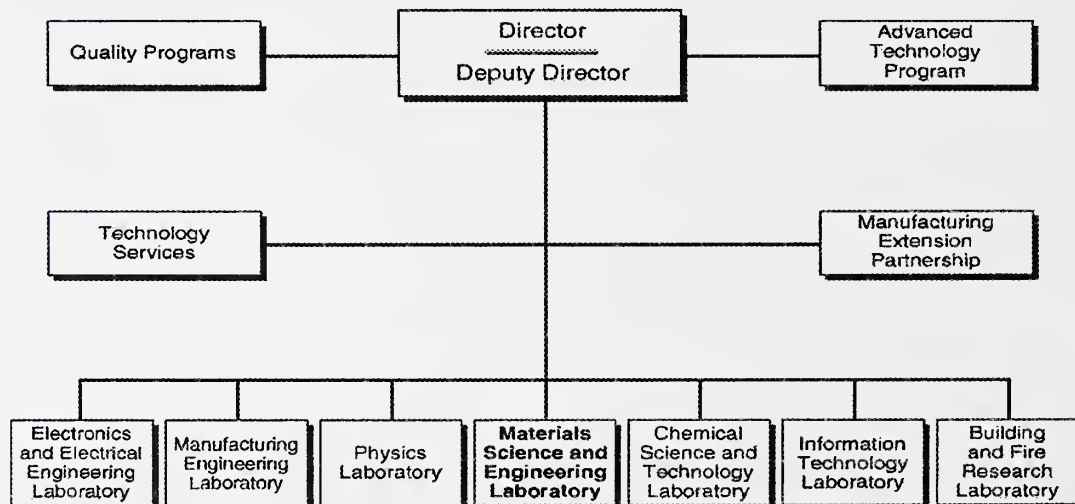 Quality Programs
Director
Deputy Director
Advanced
Technology
Program
Technology
Services
Manufacturing
Extension
Partnership
Electronics
and Electrical
Engineering
Laboratory
Manufacturing
Engineering
Laboratory
Physics
Laboratory
Materials
Science and
Engineering
Laboratory
Chemical
Science and
Technology
Laboratory
Information
Technology
Laboratory
Building
and Fire
Research
Laboratory